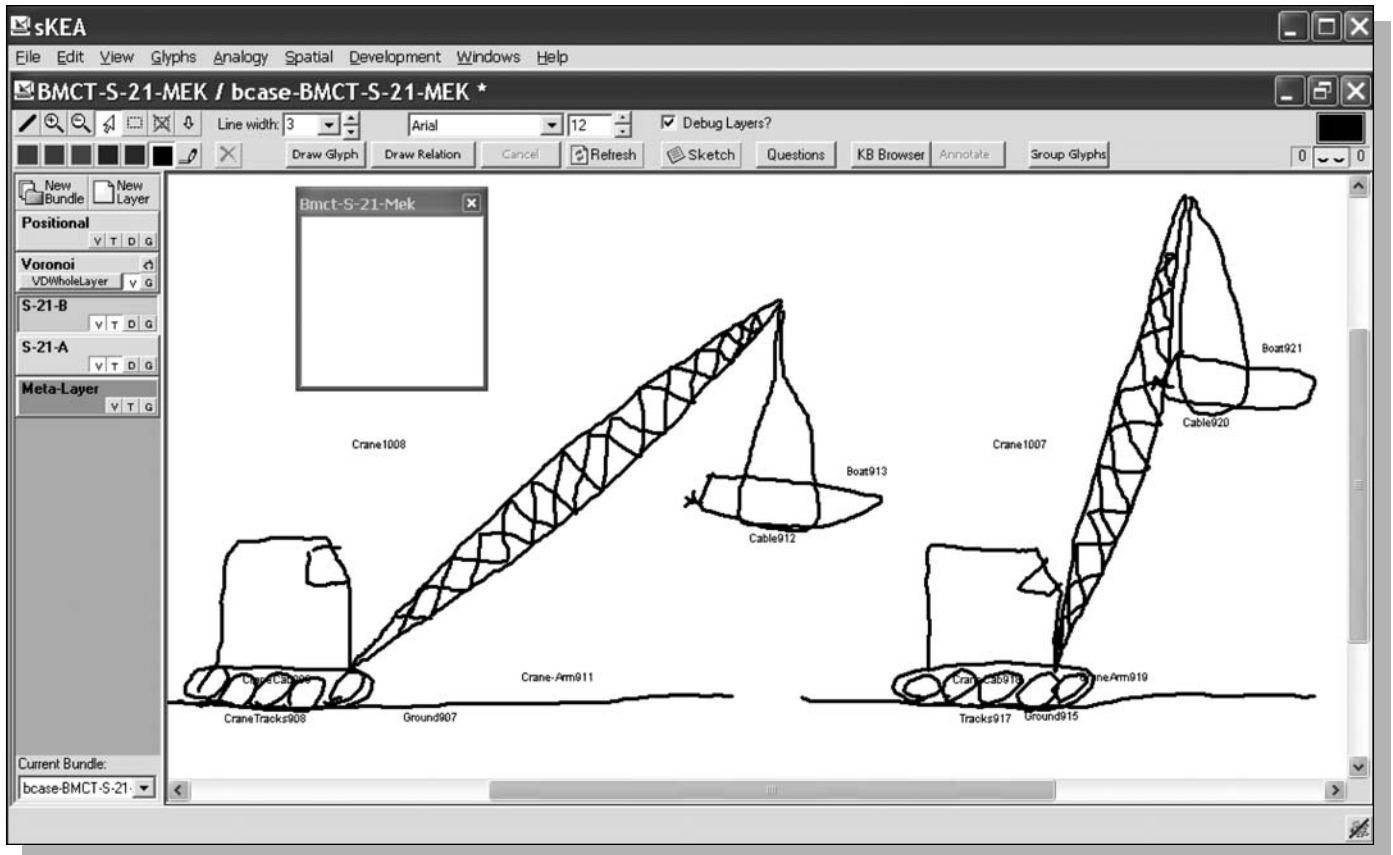 sKEA
File Edit View Glyphs Analogy Spatial Development Windows Help
BMCT-S-21-MEK / bcase-BMCT-S-21-MEK *
Line width: 3 Arial 12 Debug Layers?
Draw Glyph Draw Relation Cancel Refresh Sketch Questions KB Browser Annotate Group Glyphs 0 0
New Bundle New Layer
Bmct-S-21-Mek
Positional
V T D G
Voronoi
VDWholeLayer V G
S-21-B
V T D G
S-21-A
V T D G
Meta-Layer
V T G
Boat921
Cable920
Crane1008
Crane1007
Boat913
Cable912
Crane-Arm911
CraneTracks908
Ground907
Tracks917
Ground915
Current Bundle:
bcase-BMCT-S-21-